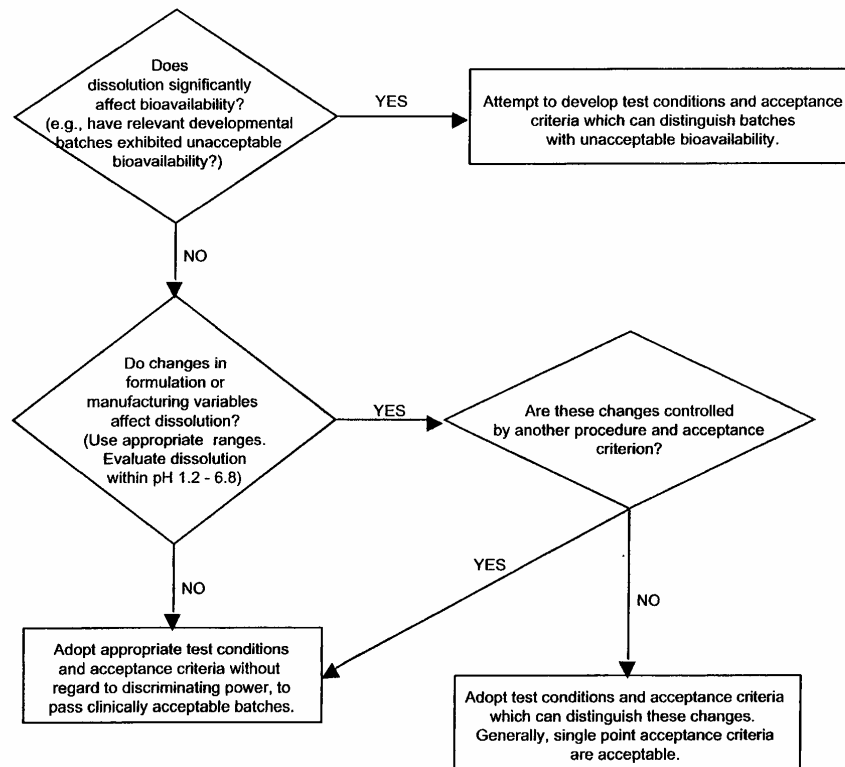 Does
dissolution significantly
affect bioavailability?
(e.g., have relevant developmental
batches exhibited unacceptable
bioavailability?)
YES
Attempt to develop test conditions and acceptance
criteria which can distinguish batches
with unacceptable bioavailability.
NO
Do changes in
formulation or
manufacturing variables
affect dissolution?
(Use appropriate ranges.
Evaluate dissolution
within pH 1.2 - 6.8)
YES
Are these changes controlled
by another procedure and acceptance
criterion?
NO
YES
NO
Adopt appropriate test conditions
and acceptance criteria without
regard to discriminating power, to
pass clinically acceptable batches.
Adopt test conditions and acceptance criteria
which can distinguish these changes.
Generally, single point acceptance criteria
are acceptable.